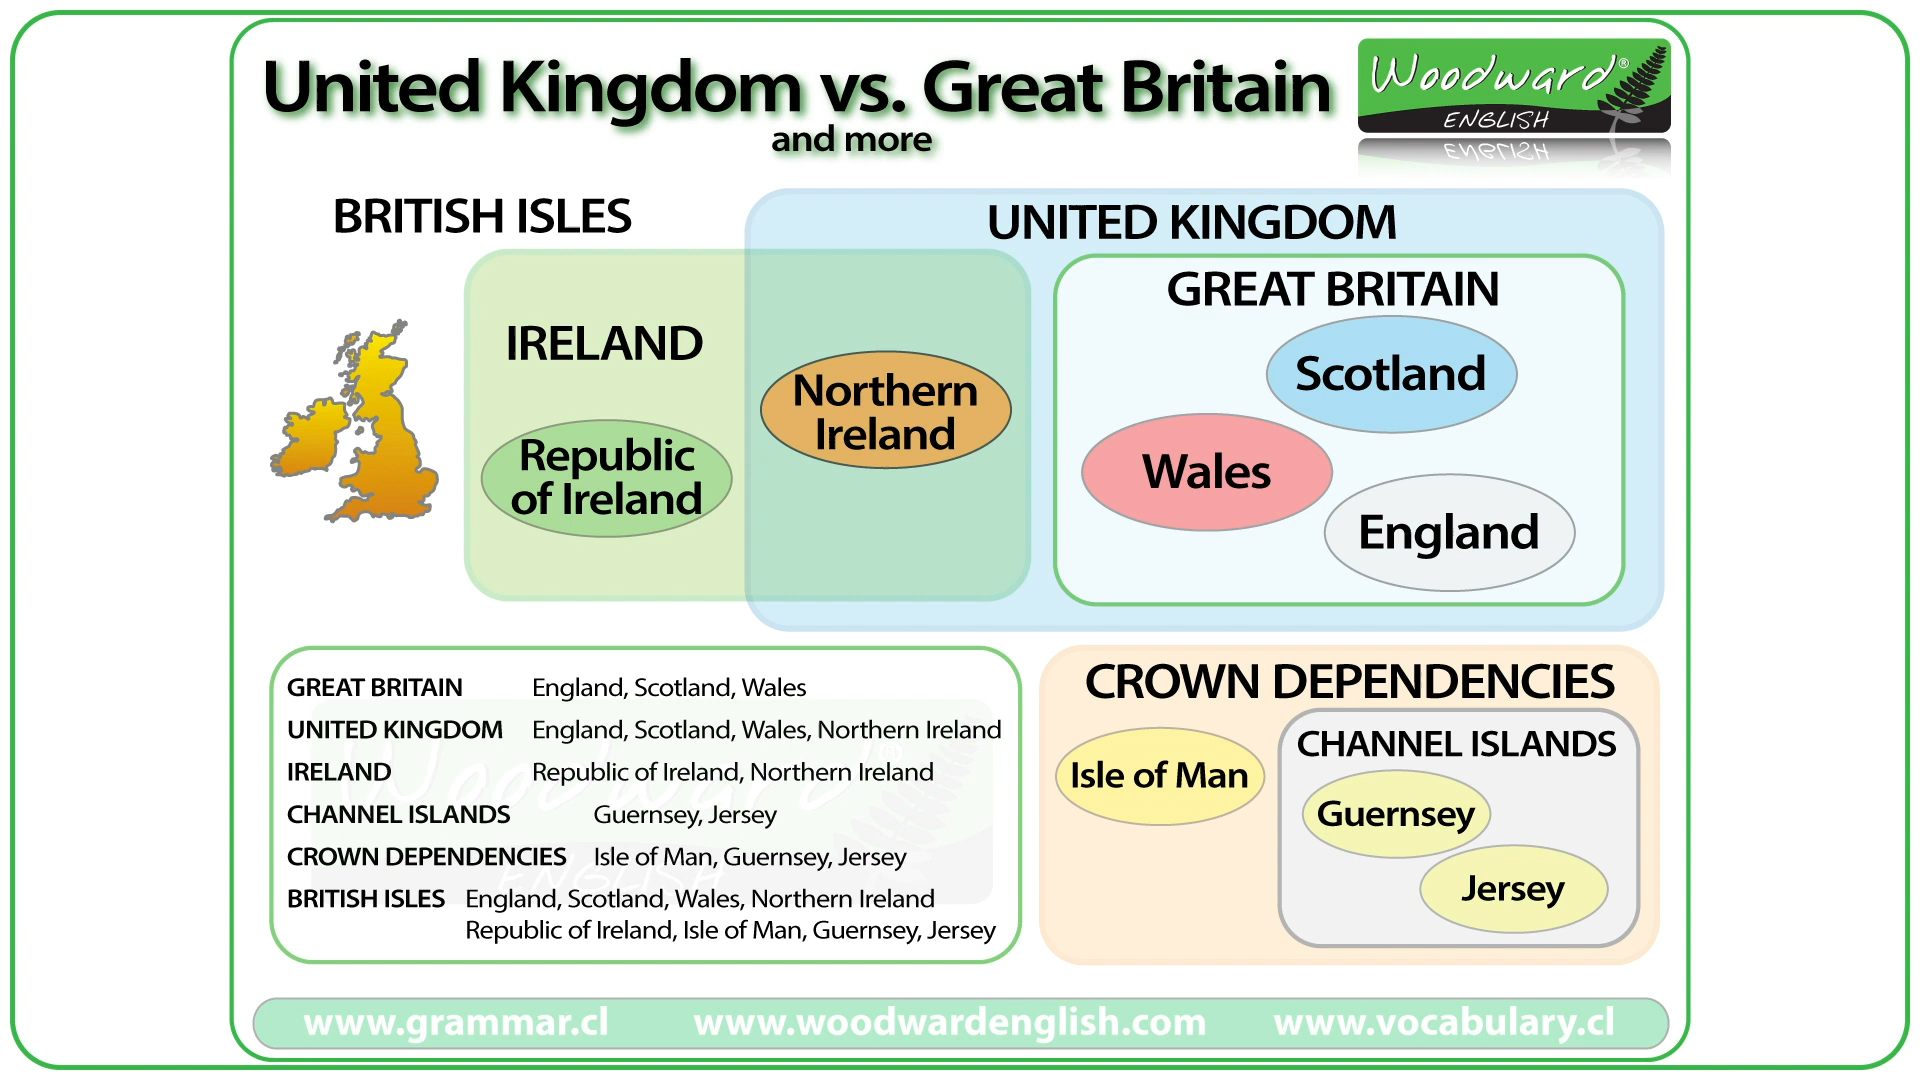 United Kingdom vs. Great Britain
and more
Woodward®
ENGLISH
BRITISH ISLES
UNITED KINGDOM
GREAT BRITAIN
IRELAND
Scotland
Northern
Ireland
Republic
of Ireland
Wales
England
GREAT BRITAIN England, Scotland, Wales
UNITED KINGDOM England, Scotland, Wales, Northern Ireland
IRELAND Republic of Ireland, Northern Ireland
CHANNEL ISLANDS Guernsey, Jersey
CROWN DEPENDENCIES Isle of Man, Guernsey, Jersey
BRITISH ISLES England, Scotland, Wales, Northern Ireland
Republic of Ireland, Isle of Man, Guernsey, Jersey
Woodward®
ENGLISH
CROWN DEPENDENCIES
CHANNEL ISLANDS
Isle of Man
Guernsey
Jersey
www.grammar.cl www.woodwardenglish.com www.vocabulary.cl